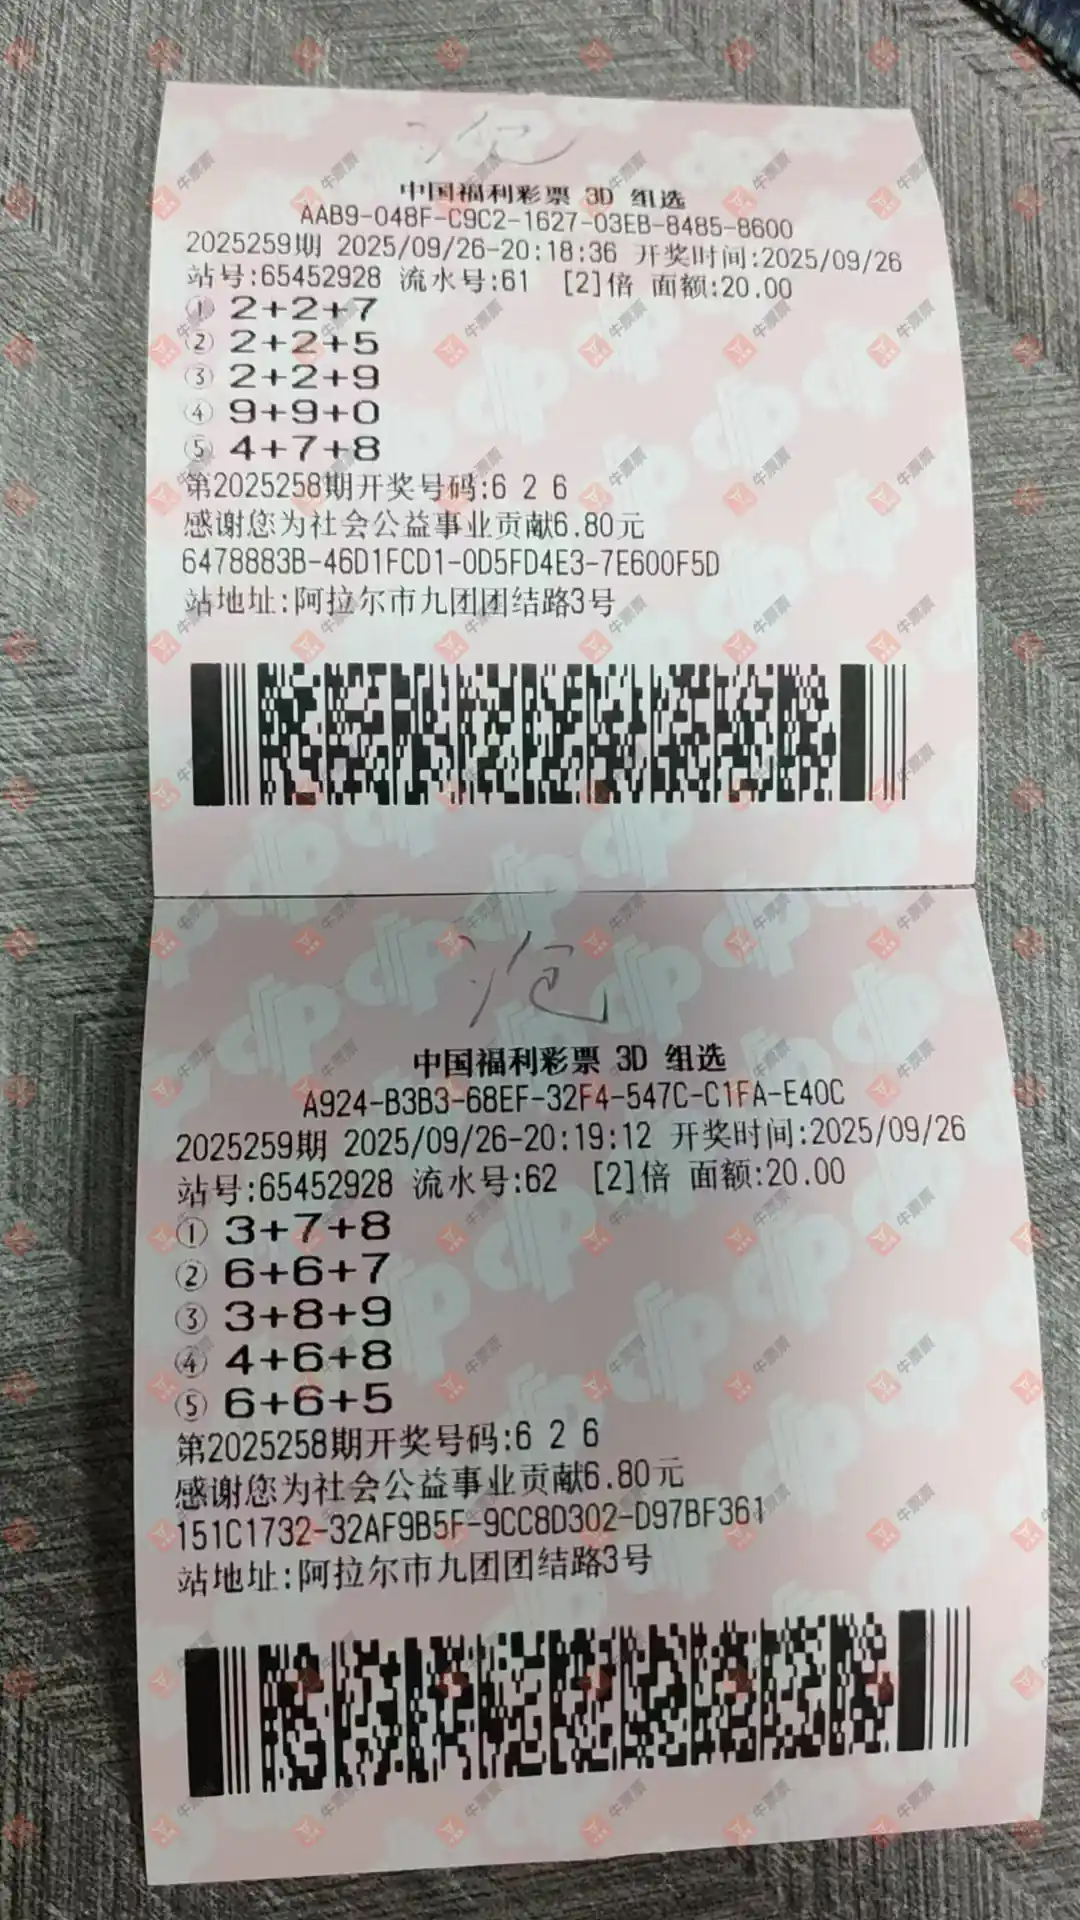 泡
中国福利彩票 3D 组选
AAB9-048F-C9C2-1627-03EB-8485-8600
2025259期 2025/09/26-20:18:36 开奖时间:2025/09/26
站号:65452928 流水号:61 [2]倍 面额:20.00
① 2+2+7
② 2+2+5
③ 2+2+9
④ 9+9+0
⑤ 4+7+8
第2025258期开奖号码:6 2 6
感谢您为社会公益事业贡献6.80元
6478883B-46D1FCD1-0D5FD4E3-7E600F5D
站地址:阿拉尔市九团团结路3号
泡
中国福利彩票 3D 组选
A924-B3B3-68EF-32F4-547C-C1FA-E40C
2025259期 2025/09/26-20:19:12 开奖时间:2025/09/26
站号:65452928 流水号:62 [2]倍 面额:20.00
① 3+7+8
② 6+6+7
③ 3+8+9
④ 4+6+8
⑤ 6+6+5
第2025258期开奖号码:6 2 6
感谢您为社会公益事业贡献6.80元
151C1732-32AF9B5F-9CC8D302-D97BF361
站地址:阿拉尔市九团团结路3号
牛票票